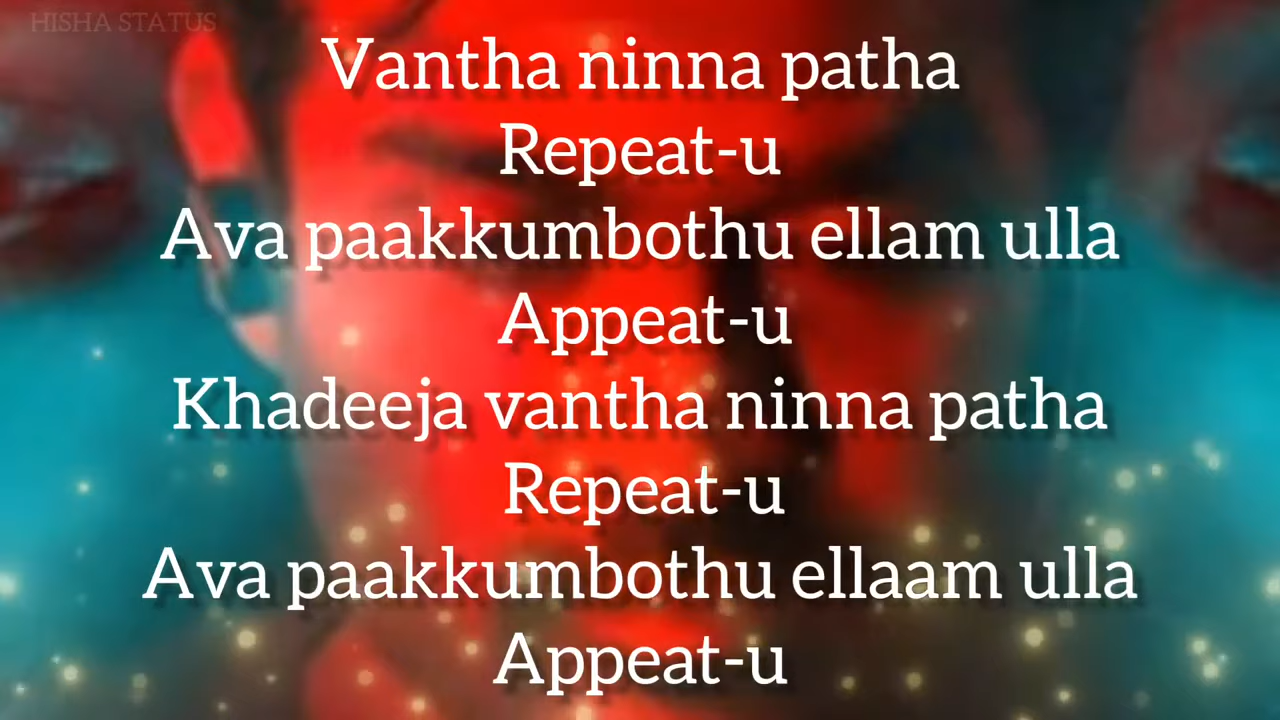 HISHA STATUS
Vantha ninna patha
Repeat-u
Ava paakkumbothu ellam ulla
Appeat-u
Khadeeja vantha ninna patha
Repeat-u
Ava paakkumbothu ellaam ulla
Appeat-u